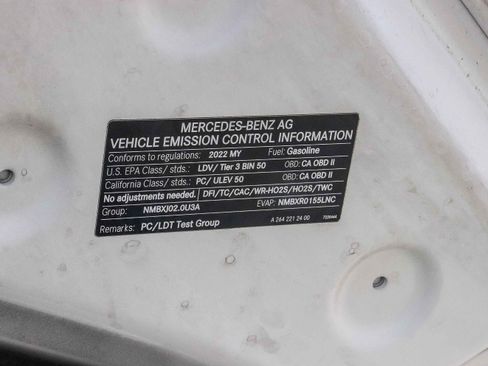 MERCEDES-BENZ AG
VEHICLE EMISSION CONTROL INFORMATION
Conforms to regulations: 2022 MY Fuel: Gasoline
U.S. EPA Class/ stds.: LDV/ Tier 3 BIN 50 OBD: CA OBD II
California Class/ stds.: PC/ ULEV 50 OBD: CA OBD II
No adjustments needed. DFI/TC/CAC/WR-HO2S/HO2S/TWC
Group: NMBXJ02.0U3A EVAP: NMBXR0155LNC
Remarks: PC/LDT Test Group A 264 221 24 00